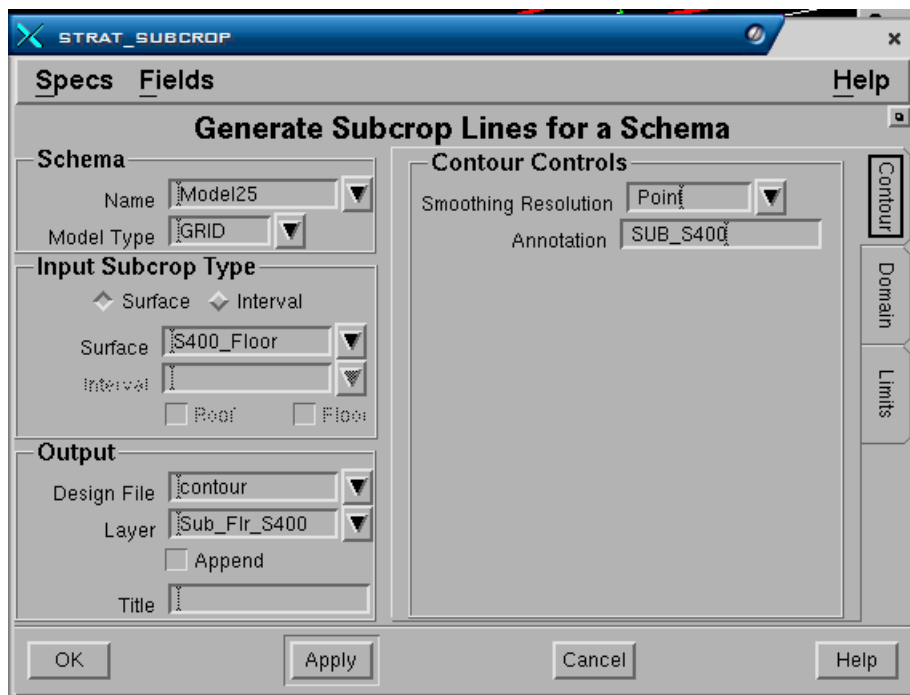 STRAT_SUBCROP
Specs Fields Help
Generate Subcrop Lines for a Schema
Schema
Name Model25
Model Type GRID
Input Subcrop Type
Surface Interval
Surface S400_Floor
Interval
Roof Floor
Output
Design File contour
Layer Sub_Flr_S400
Append
Title
Contour Controls
Smoothing Resolution Point
Annotation SUB_S400
Contour
Domain
Limits
OK Apply Cancel Help